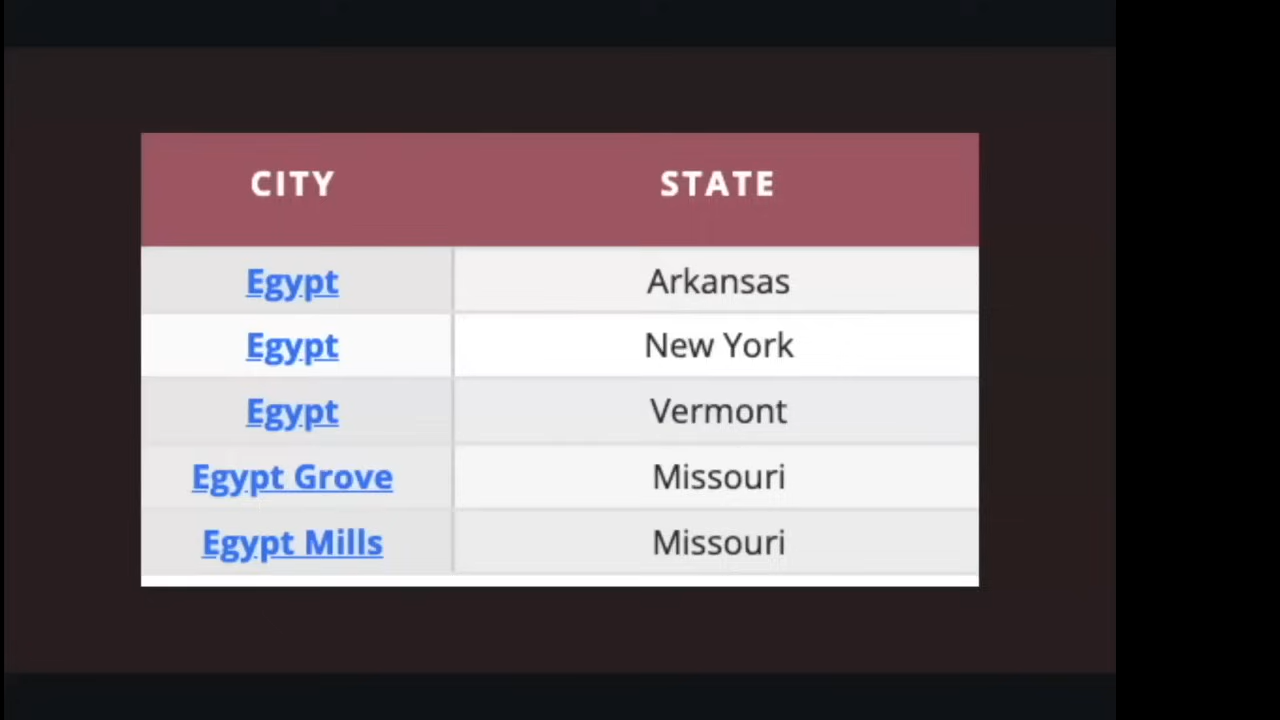 CITY STATE
Egypt Arkansas
Egypt New York
Egypt Vermont
Egypt Grove Missouri
Egypt Mills Missouri